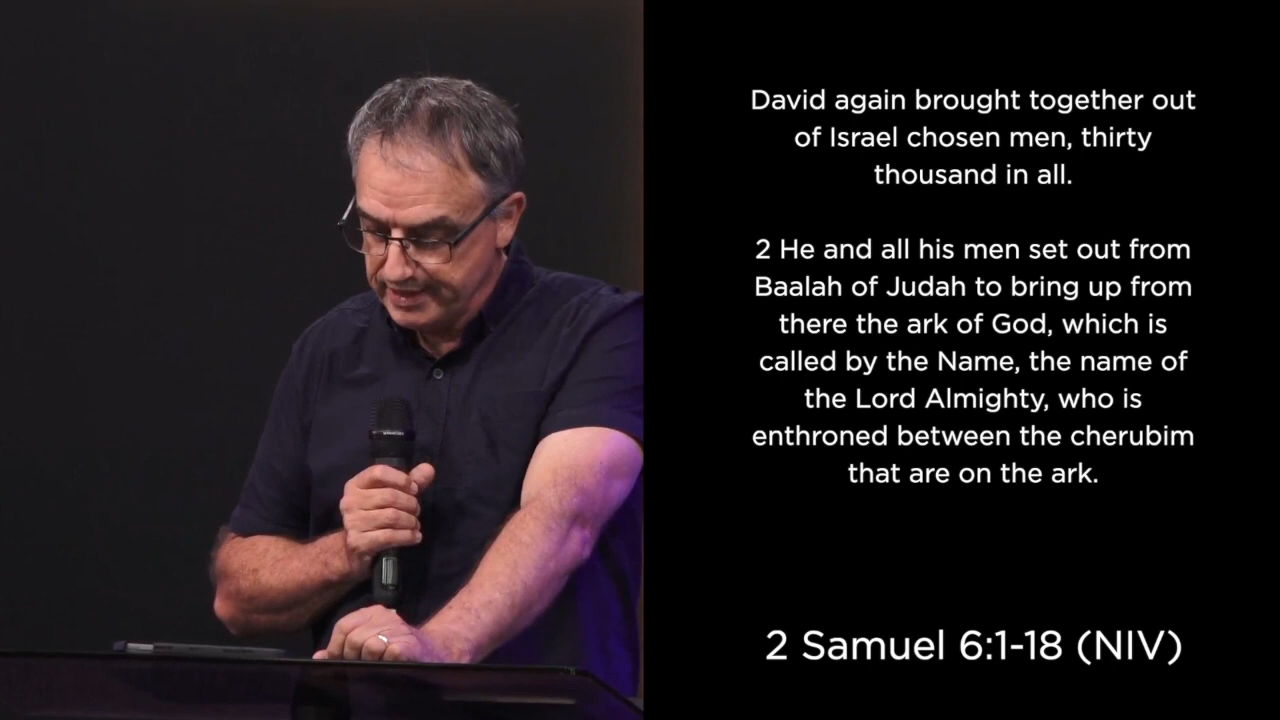 David again brought together out
of Israel chosen men, thirty
thousand in all.
2 He and all his men set out from
Baalah of Judah to bring up from
there the ark of God, which is
called by the Name, the name of
the Lord Almighty, who is
enthroned between the cherubim
that are on the ark.
2 Samuel 6:1-18 (NIV)